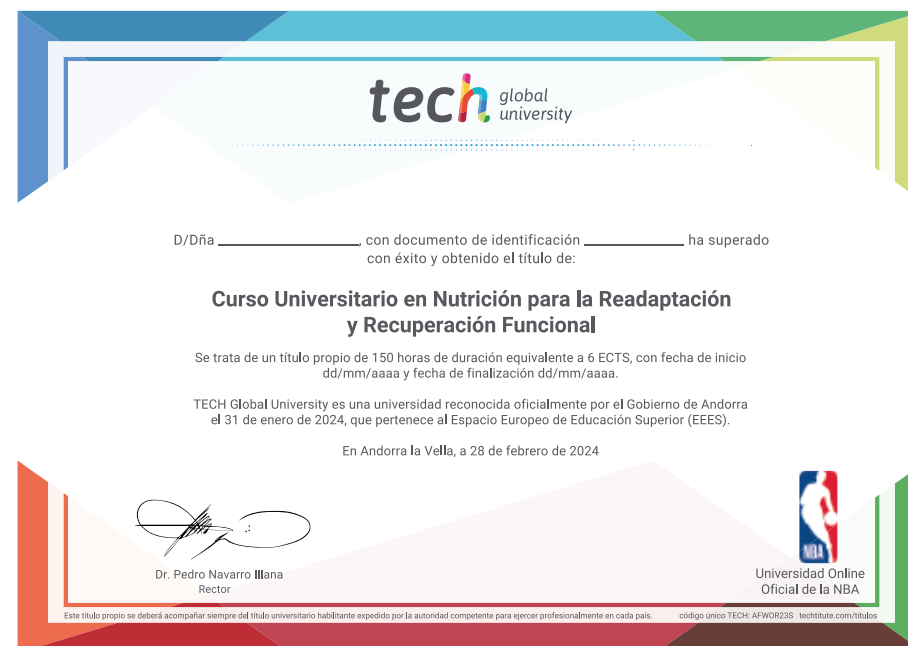 tech global university
D/Dña ____________________, con documento de identificación ______________ ha superado
con éxito y obtenido el título de:
Curso Universitario en Nutrición para la Readaptación
y Recuperación Funcional
Se trata de un título propio de 150 horas de duración equivalente a 6 ECTS, con fecha de inicio
dd/mm/aaaa y fecha de finalización dd/mm/aaaa.
TECH Global University es una universidad reconocida oficialmente por el Gobierno de Andorra
el 31 de enero de 2024, que pertenece al Espacio Europeo de Educación Superior (EEES).
En Andorra la Vella, a 28 de febrero de 2024
Dr. Pedro Navarro Illana
Rector
NBA
Universidad Online
Oficial de la NBA
Este título propio se deberá acompañar siempre del título universitario habilitante expedido por la autoridad competente para ejercer profesionalmente en cada país. código único TECH: AFWOR23S techtitute.com/titulos